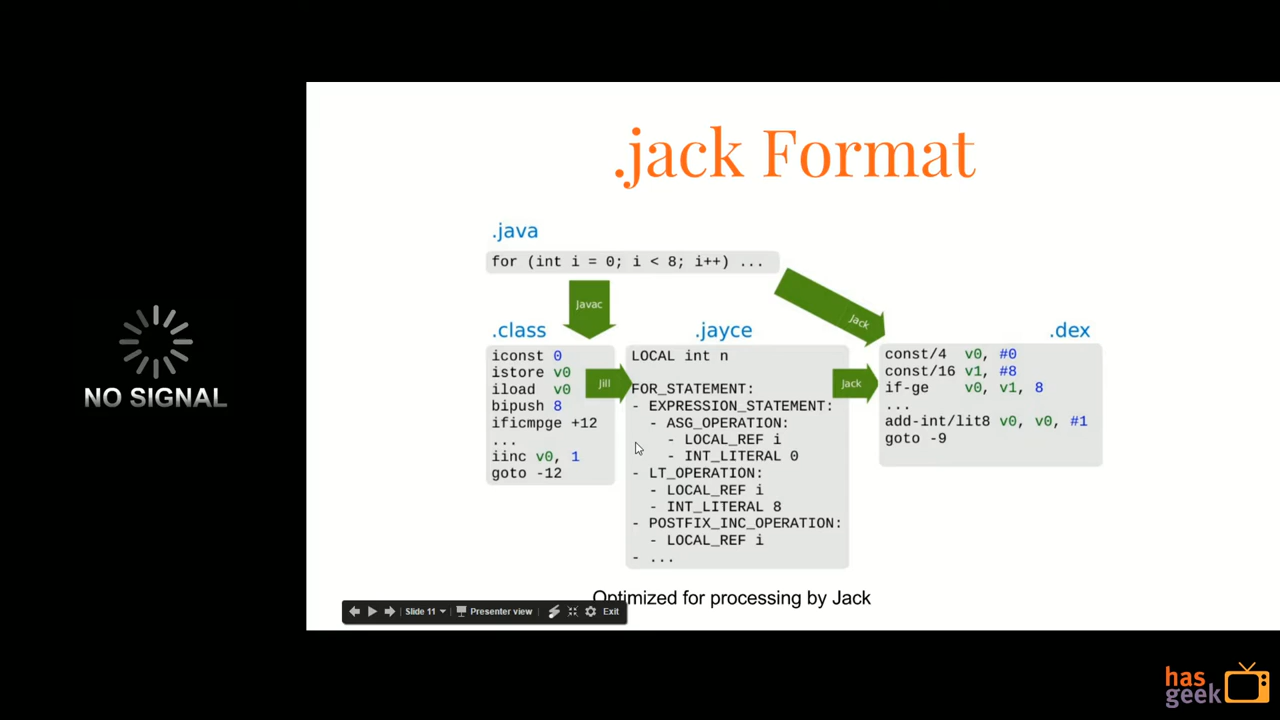 .jack Format
.java
for (int i = 0; i < 8; i++) ...
Javac
Jack
.class
iconst 0
istore v0
iload v0
bipush 8
ificmpge +12
...
iinc v0, 1
goto -12
Jill
.jayce
LOCAL int n
FOR_STATEMENT:
- EXPRESSION_STATEMENT:
- ASG_OPERATION:
- LOCAL_REF i
- INT_LITERAL 0
- LT_OPERATION:
- LOCAL_REF i
- INT_LITERAL 8
- POSTFIX_INC_OPERATION:
- LOCAL_REF i
- ...
Jack
.dex
const/4 v0, #0
const/16 v1, #8
if-ge v0, v1, 8
...
add-int/lit8 v0, v0, #1
goto -9
NO SIGNAL
Optimized for processing by Jack
Slide 11
Presenter view
Exit
has
geek